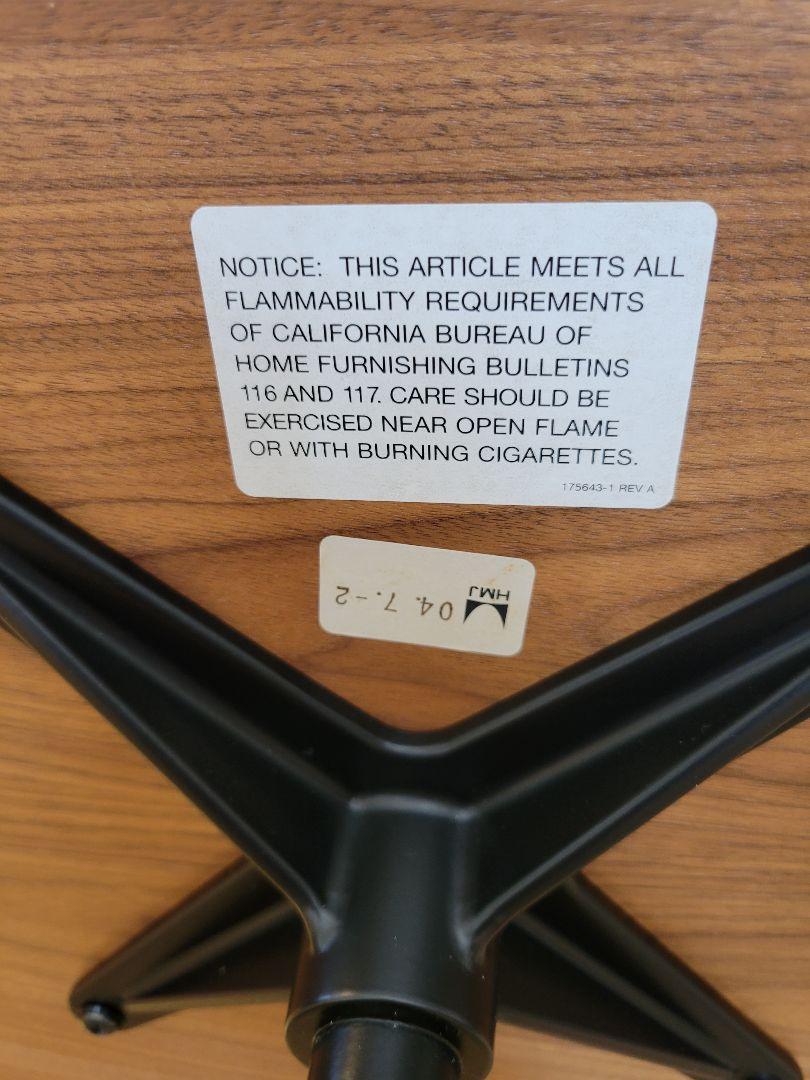 NOTICE: THIS ARTICLE MEETS ALL
FLAMMABILITY REQUIREMENTS
OF CALIFORNIA BUREAU OF
HOME FURNISHING BULLETINS
116 AND 117. CARE SHOULD BE
EXERCISED NEAR OPEN FLAME
OR WITH BURNING CIGARETTES.
175643-1 REV A
HMJ
04. 7.-2